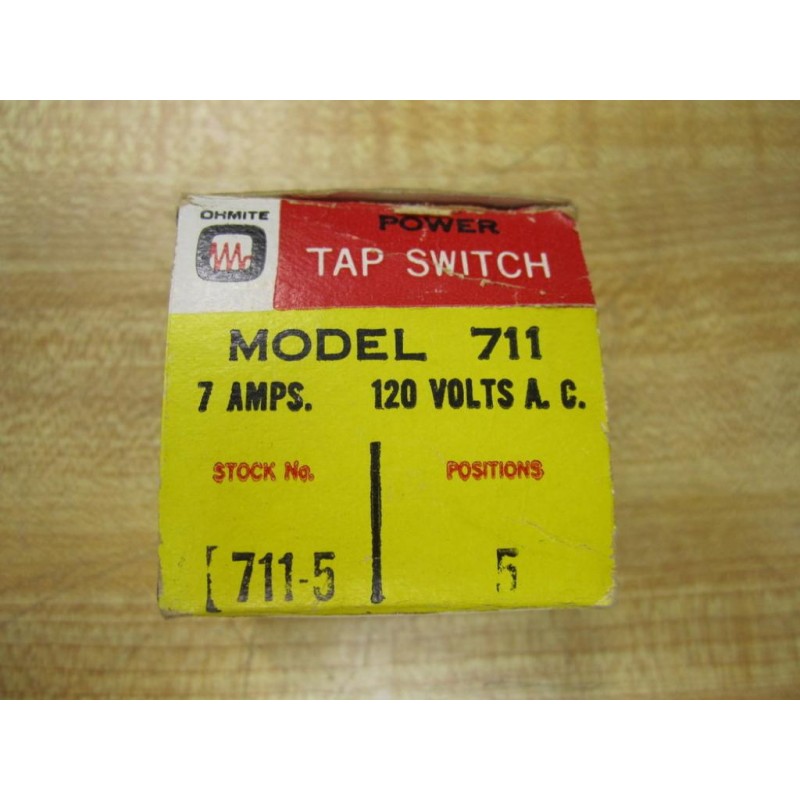 OHMITE
POWER
TAP SWITCH
MODEL 711
7 AMPS. 120 VOLTS A. C.
STOCK No. POSITIONS
711-5 5